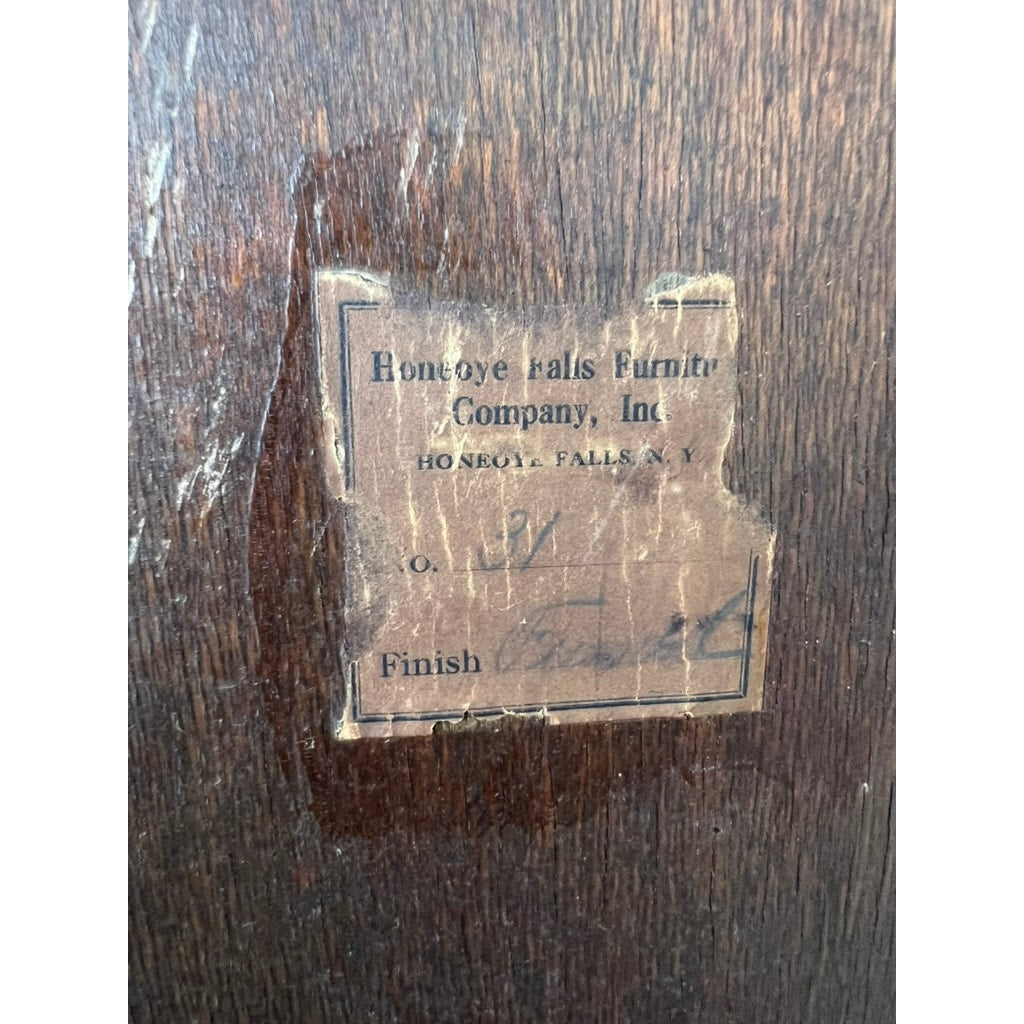 Honeoye Falls Furnitu
Company, Inc.
HONEOYE FALLS, N. Y
o. 31
Finish